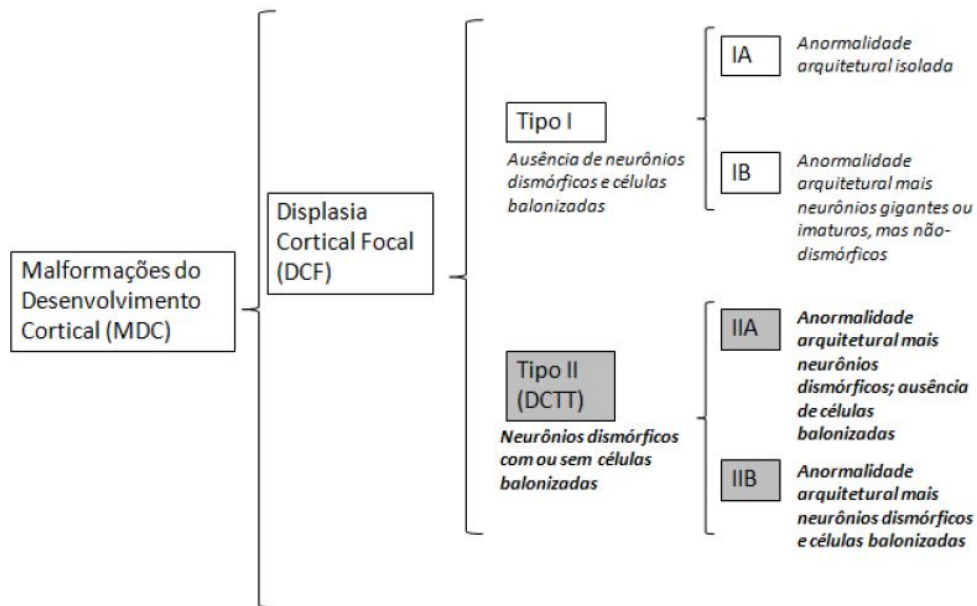 Malformações do
Desenvolvimento
Cortical (MDC)
Displasia
Cortical Focal
(DCF)
Tipo I
Ausência de neurônios
dismórficos e células
balonizadas
IA
Anormalidade
arquitetural isolada
IB
Anormalidade
arquitetural mais
neurônios gigantes ou
imaturos, mas não-
dismórficos
Tipo II
(DCTT)
Neurônios dismórficos
com ou sem células
balonizadas
IIA
Anormalidade
arquitetural mais
neurônios
dismórficos; ausência
de células
balonizadas
IIB
Anormalidade
arquitetural mais
neurônios dismórficos
e células balonizadas